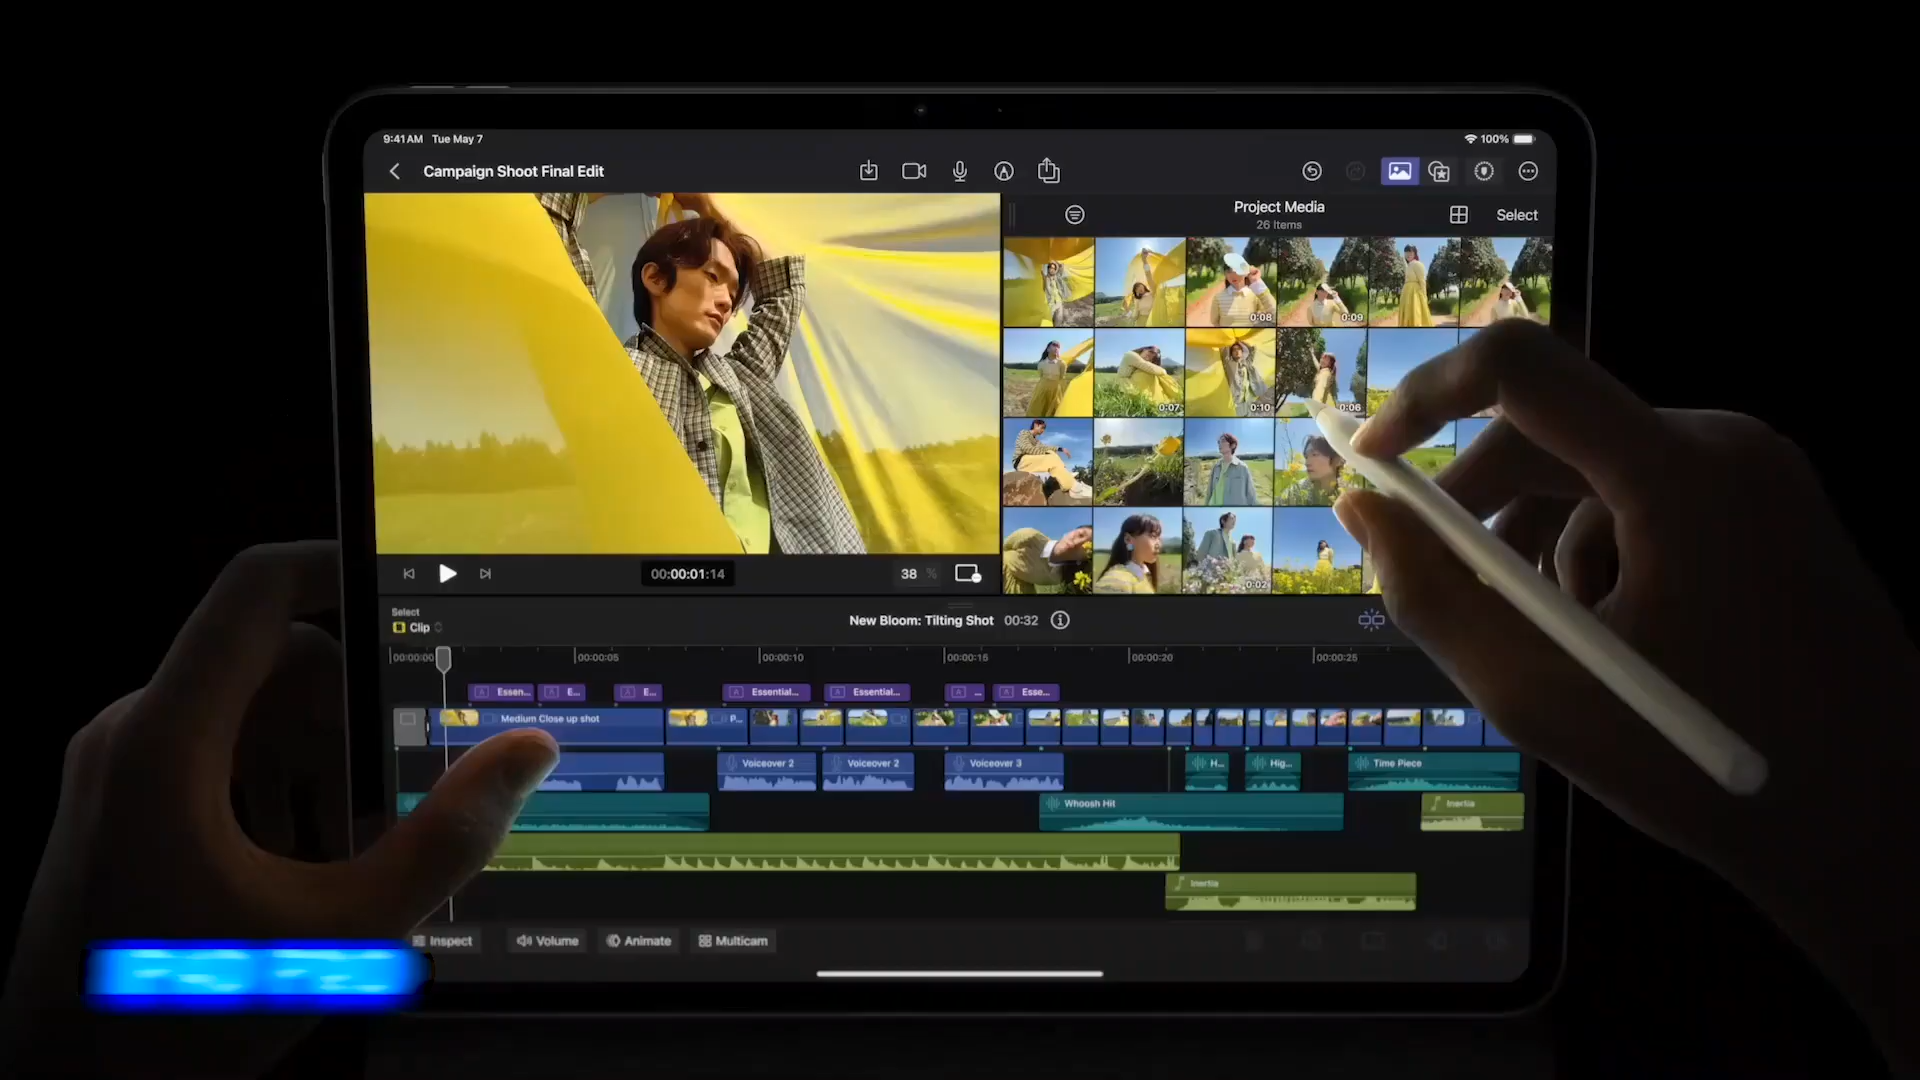 9:41 AM Tue May 7
100%
Campaign Shoot Final Edit
Project Media
26 Items
Select
0:08
0:09
0:07
0:10
0:06
0:02
00:00:01:14
38 %
Select
Clip
New Bloom: Tilting Shot 00:32
00:00:00
00:00:05
00:00:10
00:00:15
00:00:20
00:00:25
Essen...
E...
E...
Essential...
Essential...
...
Esse...
Medium Close up shot
P...
Voiceover 2
Voiceover 2
Voiceover 3
H...
Hig...
Time Piece
Whoosh Hit
Inertia
Inertia
Inspect
Volume
Animate
Multicam